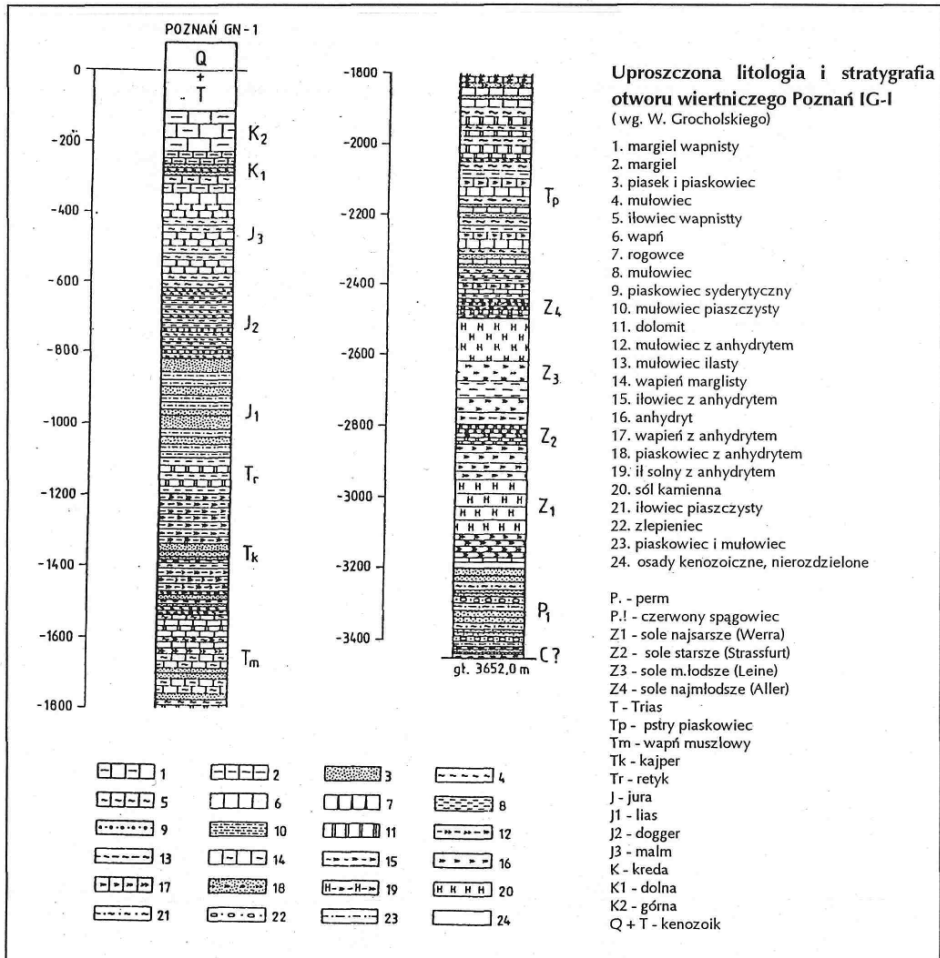 POZNAŃ GN-1
Q
+
T
0
-200
-400
-600
-800
-1000
-1200
-1400
-1600
-1800
K2
K1
J3
J2
J1
Tr
Tk
Tm
-1800
-2000
-2200
-2400
-2600
-2800
-3000
-3200
-3400
Tp
Z4
Z3
Z2
Z1
P1
C?
gł. 3652,0 m
Uproszczona litologia i stratygrafia
otworu wiertniczego Poznań IG-I
(wg. W. Grocholskiego)
1. margiel wapnisty
2. margiel
3. piasek i piaskowiec
4. mułowiec
5. iłowiec wapnistty
6. wapń
7. rogowce
8. mułowiec
9. piaskowiec syderytyczny
10. mułowiec piaszczysty
11. dolomit
12. mułowiec z anhydrytem
13. mułowiec ilasty
14. wapień marglisty
15. iłowiec z anhydrytem
16. anhydryt
17. wapień z anhydrytem
18. piaskowiec z anhydrytem
19. ił solny z anhydrytem
20. sól kamienna
21. iłowiec piaszczysty
22. zlepieniec
23. piaskowiec i mułowiec
24. osady kenozoiczne, nierozdzielone
P. - perm
P.! - czerwony spągowiec
Z1 - sole najsarsze (Werra)
Z2 - sole starsze (Strassfurt)
Z3 - sole m.łodsze (Leine)
Z4 - sole najmłodsze (Aller)
T - Trias
Tp - pstry piaskowiec
Tm - wapń muszlowy
Tk - kajper
Tr - retyk
J - jura
J1 - lias
J2 - dogger
J3 - malm
K - kreda
K1 - dolna
K2 - górna
Q + T - kenozoik
1 2 3 4
5 6 7 8
9 10 11 12
13 14 15 16
17 18 19 20
21 22 23 24